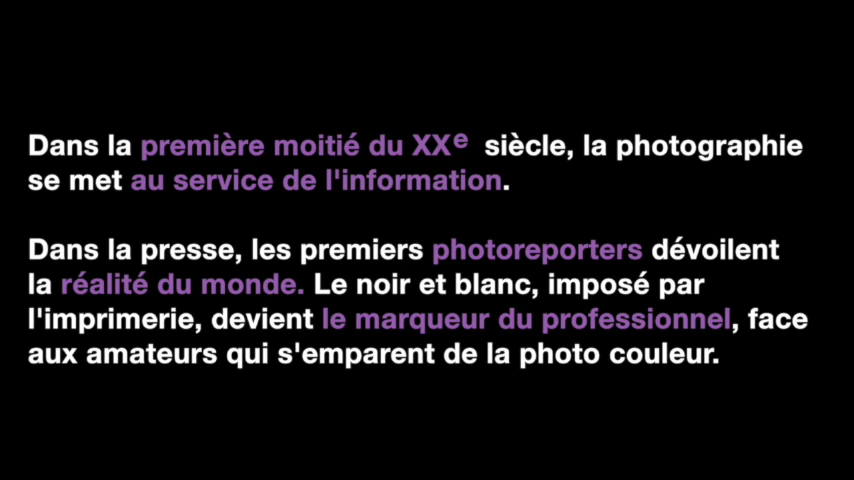 Dans la première moitié du XXe siècle, la photographie
se met au service de l'information.
Dans la presse, les premiers photoreporters dévoilent
la réalité du monde. Le noir et blanc, imposé par
l'imprimerie, devient le marqueur du professionnel, face
aux amateurs qui s'emparent de la photo couleur.